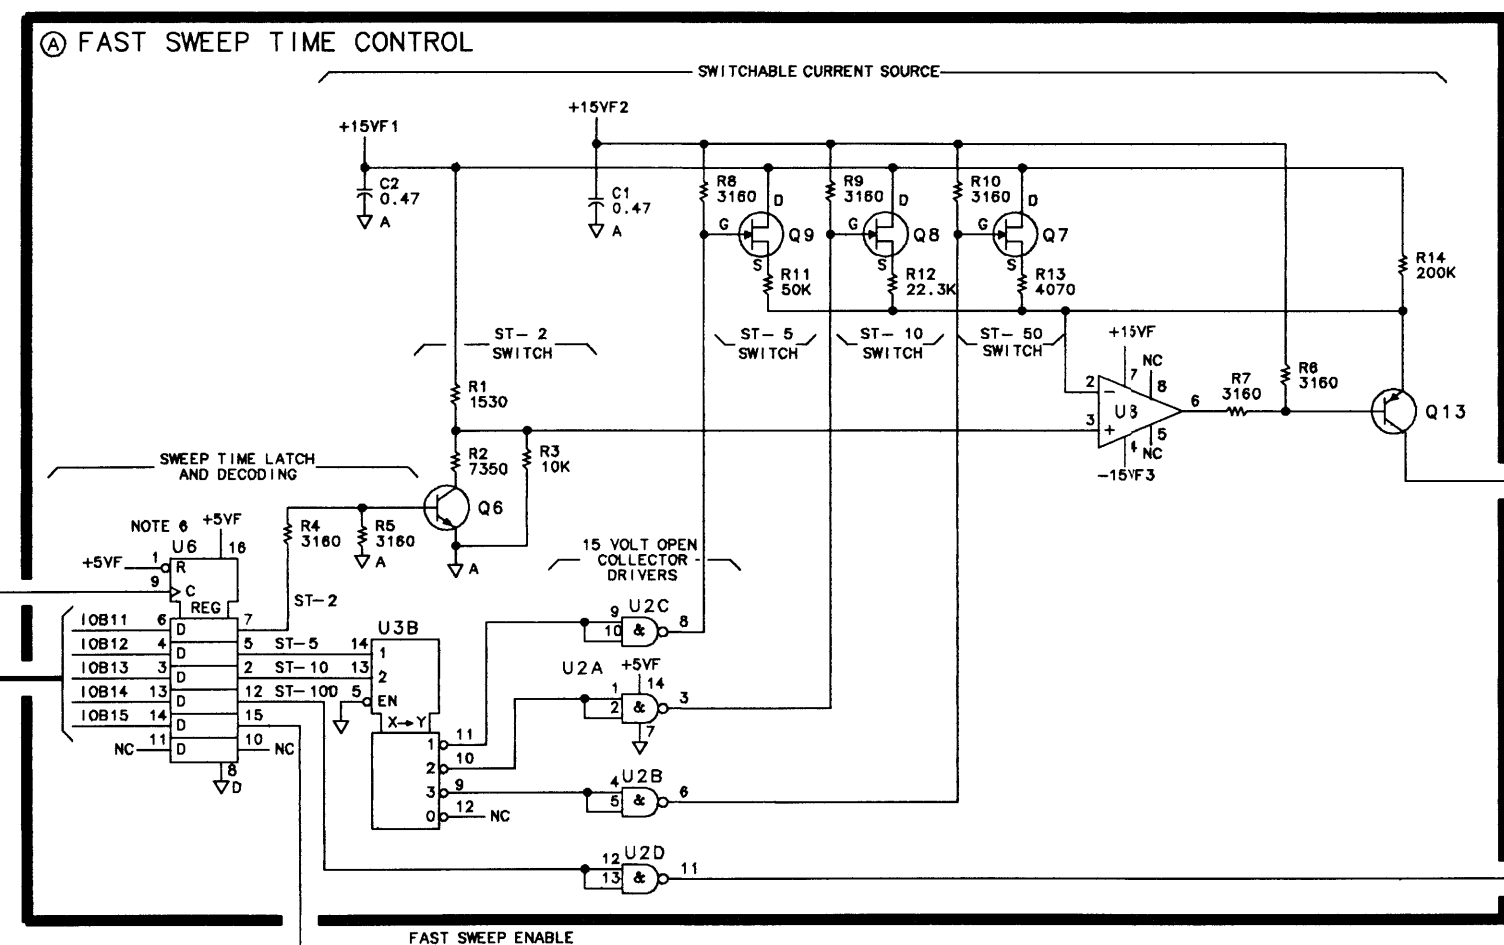 A FAST SWEEP TIME CONTROL
SWITCHABLE CURRENT SOURCE
+15VF1
+15VF2
C2
0.47
A
C1
0.47
A
R8
3160
D
G
Q9
S
R11
50K
R9
3160
D
G
Q8
S
R12
22.3K
R10
3160
D
G
Q7
S
R13
4070
R14
200K
ST- 2
SWITCH
ST- 5
SWITCH
ST- 10
SWITCH
ST- 50
SWITCH
R1
1530
R2
7350
R3
10K
+15VF
7
NC
8
2
-
3
+
U8
6
4
5
NC
-15VF3
R7
3160
R6
3160
Q13
SWEEP TIME LATCH
AND DECODING
Q6
A
R4
3160
R5
3160
A
NOTE 6
U6
+5VF
16
+5VF
1
R
9
C
REG
ST-2
IOB11
6
D
7
IOB12
4
D
5
ST-5
IOB13
3
D
2
ST-10
IOB14
13
D
12
ST-100
IOB15
14
D
15
NC
11
D
10
NC
8
D
U3B
14
1
13
2
5
EN
X→Y
1
11
2
10
3
9
0
12
NC
15 VOLT OPEN
COLLECTOR
DRIVERS
U2C
9
10
&
8
U2A
+5VF
14
1
2
&
3
7
U2B
4
5
&
6
U2D
12
13
&
11
FAST SWEEP ENABLE